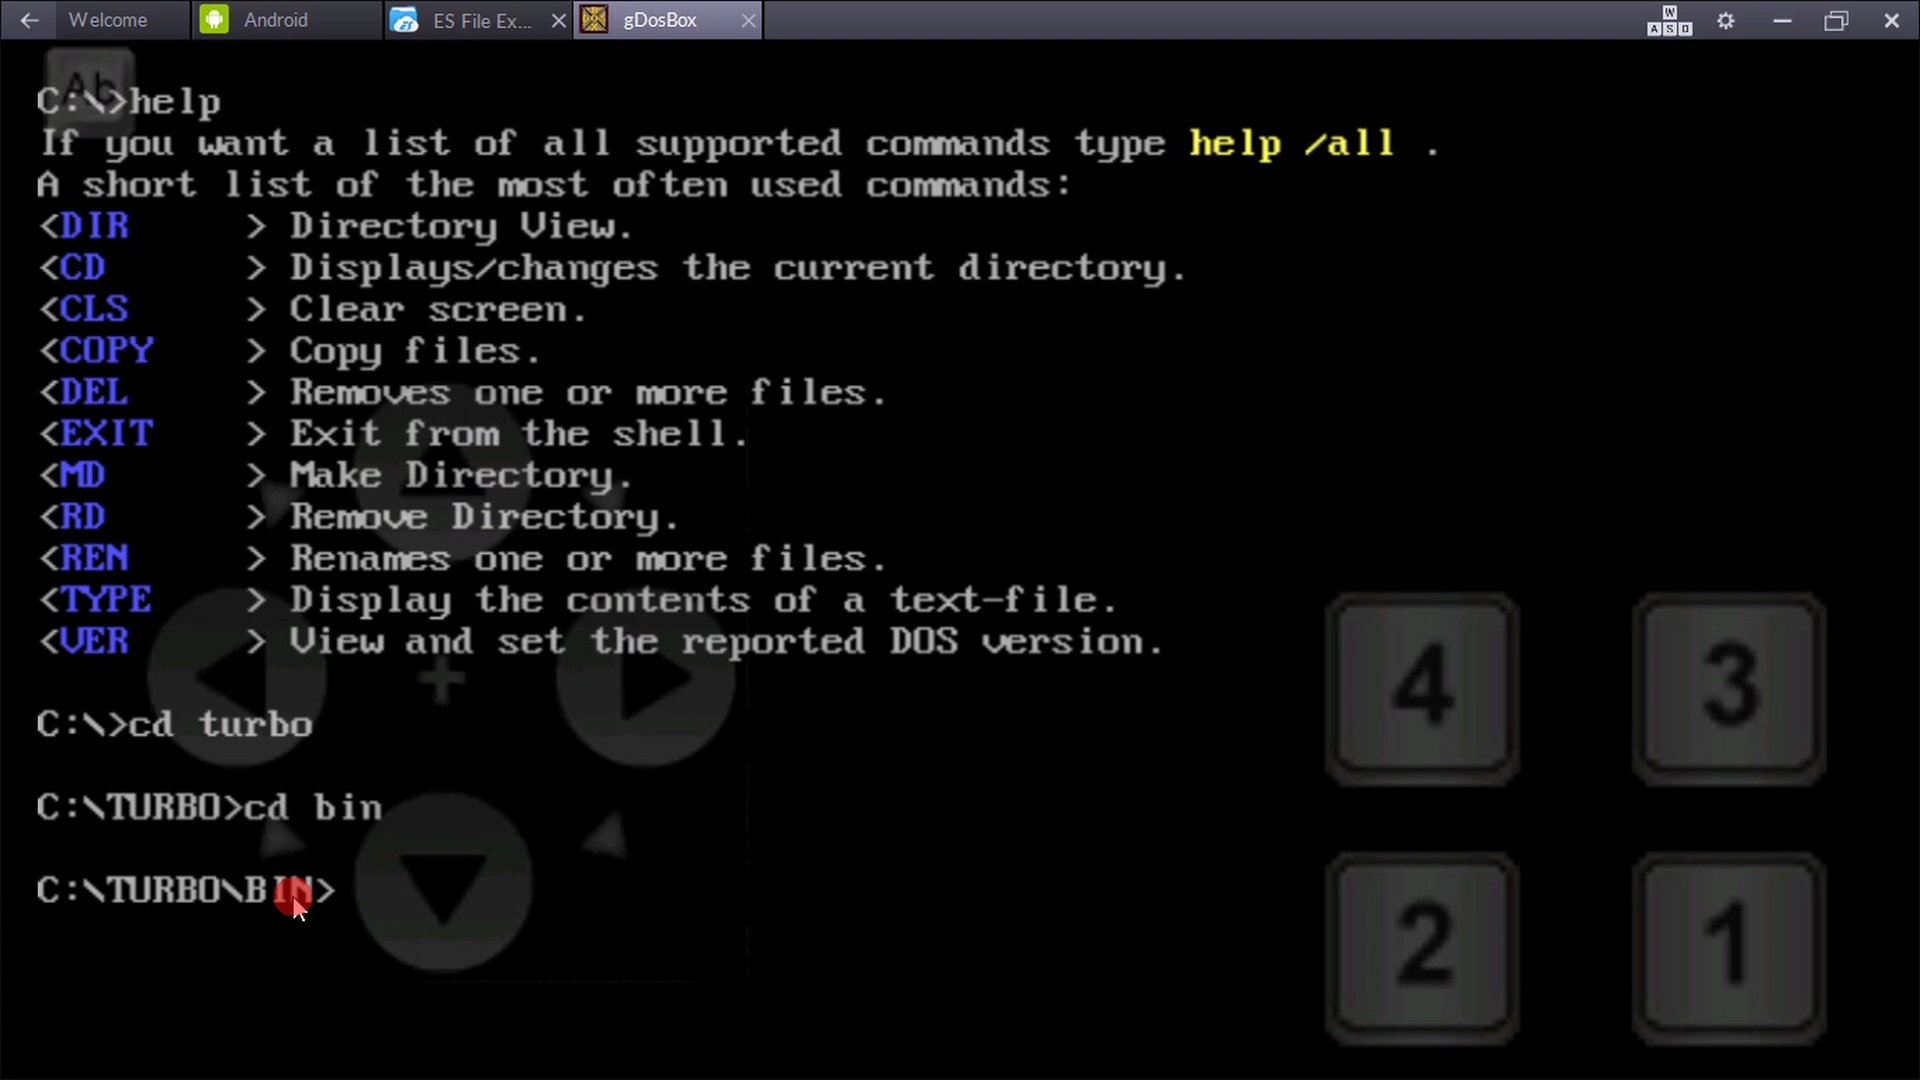 Welcome
Android
ES File Ex...
gDosBox
W
A S D
Ab
C:\>help
If you want a list of all supported commands type help /all .
A short list of the most often used commands:
<DIR     > Directory View.
<CD      > Displays/changes the current directory.
<CLS     > Clear screen.
<COPY    > Copy files.
<DEL     > Removes one or more files.
<EXIT    > Exit from the shell.
<MD      > Make Directory.
<RD      > Remove Directory.
<REN     > Renames one or more files.
<TYPE    > Display the contents of a text-file.
<VER     > View and set the reported DOS version.
C:\>cd turbo
C:\TURBO>cd bin
C:\TURBO\BIN>
4 3
2 1